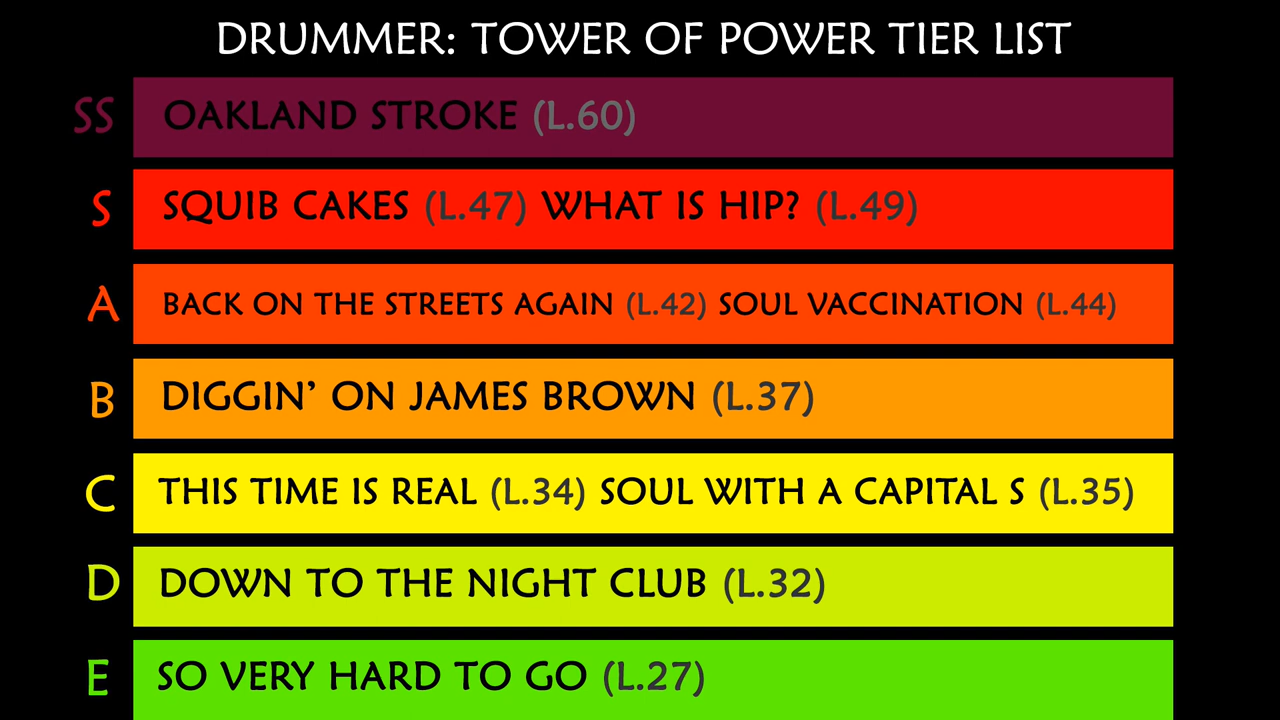 DRUMMER: TOWER OF POWER TIER LIST
SS OAKLAND STROKE (L.60)
S SQUIB CAKES (L.47) WHAT IS HIP? (L.49)
A BACK ON THE STREETS AGAIN (L.42) SOUL VACCINATION (L.44)
B DIGGIN’ ON JAMES BROWN (L.37)
C THIS TIME IS REAL (L.34) SOUL WITH A CAPITAL S (L.35)
D DOWN TO THE NIGHT CLUB (L.32)
E SO VERY HARD TO GO (L.27)